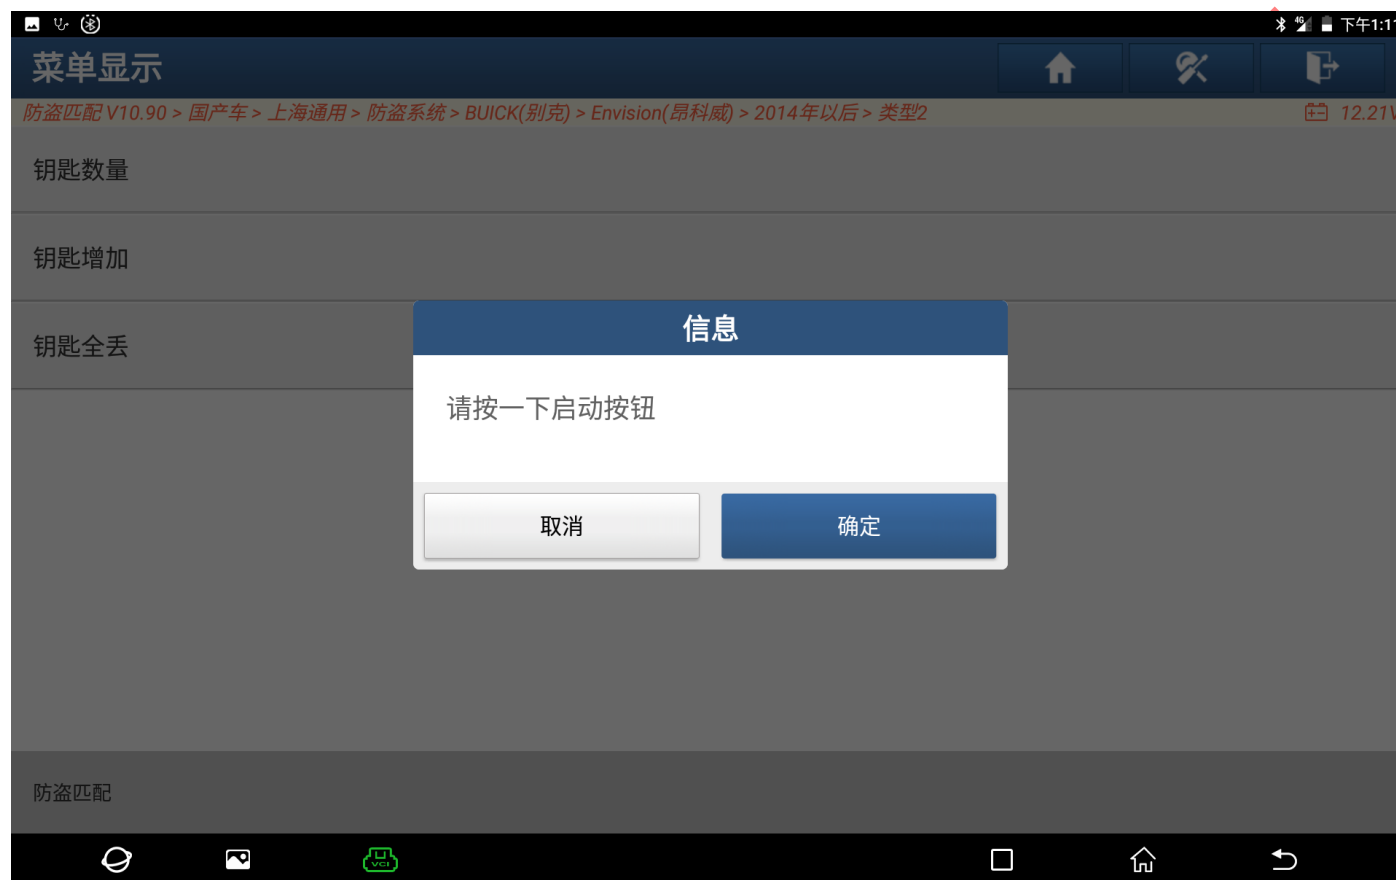 4G 下午1:11
菜单显示
防盗匹配 V10.90 > 国产车 > 上海通用 > 防盗系统 > BUICK(别克) > Envision(昂科威) > 2014年以后 > 类型2 12.21V
钥匙数量
钥匙增加
钥匙全丢
信息
请按一下启动按钮
取消 确定
防盗匹配
VCI